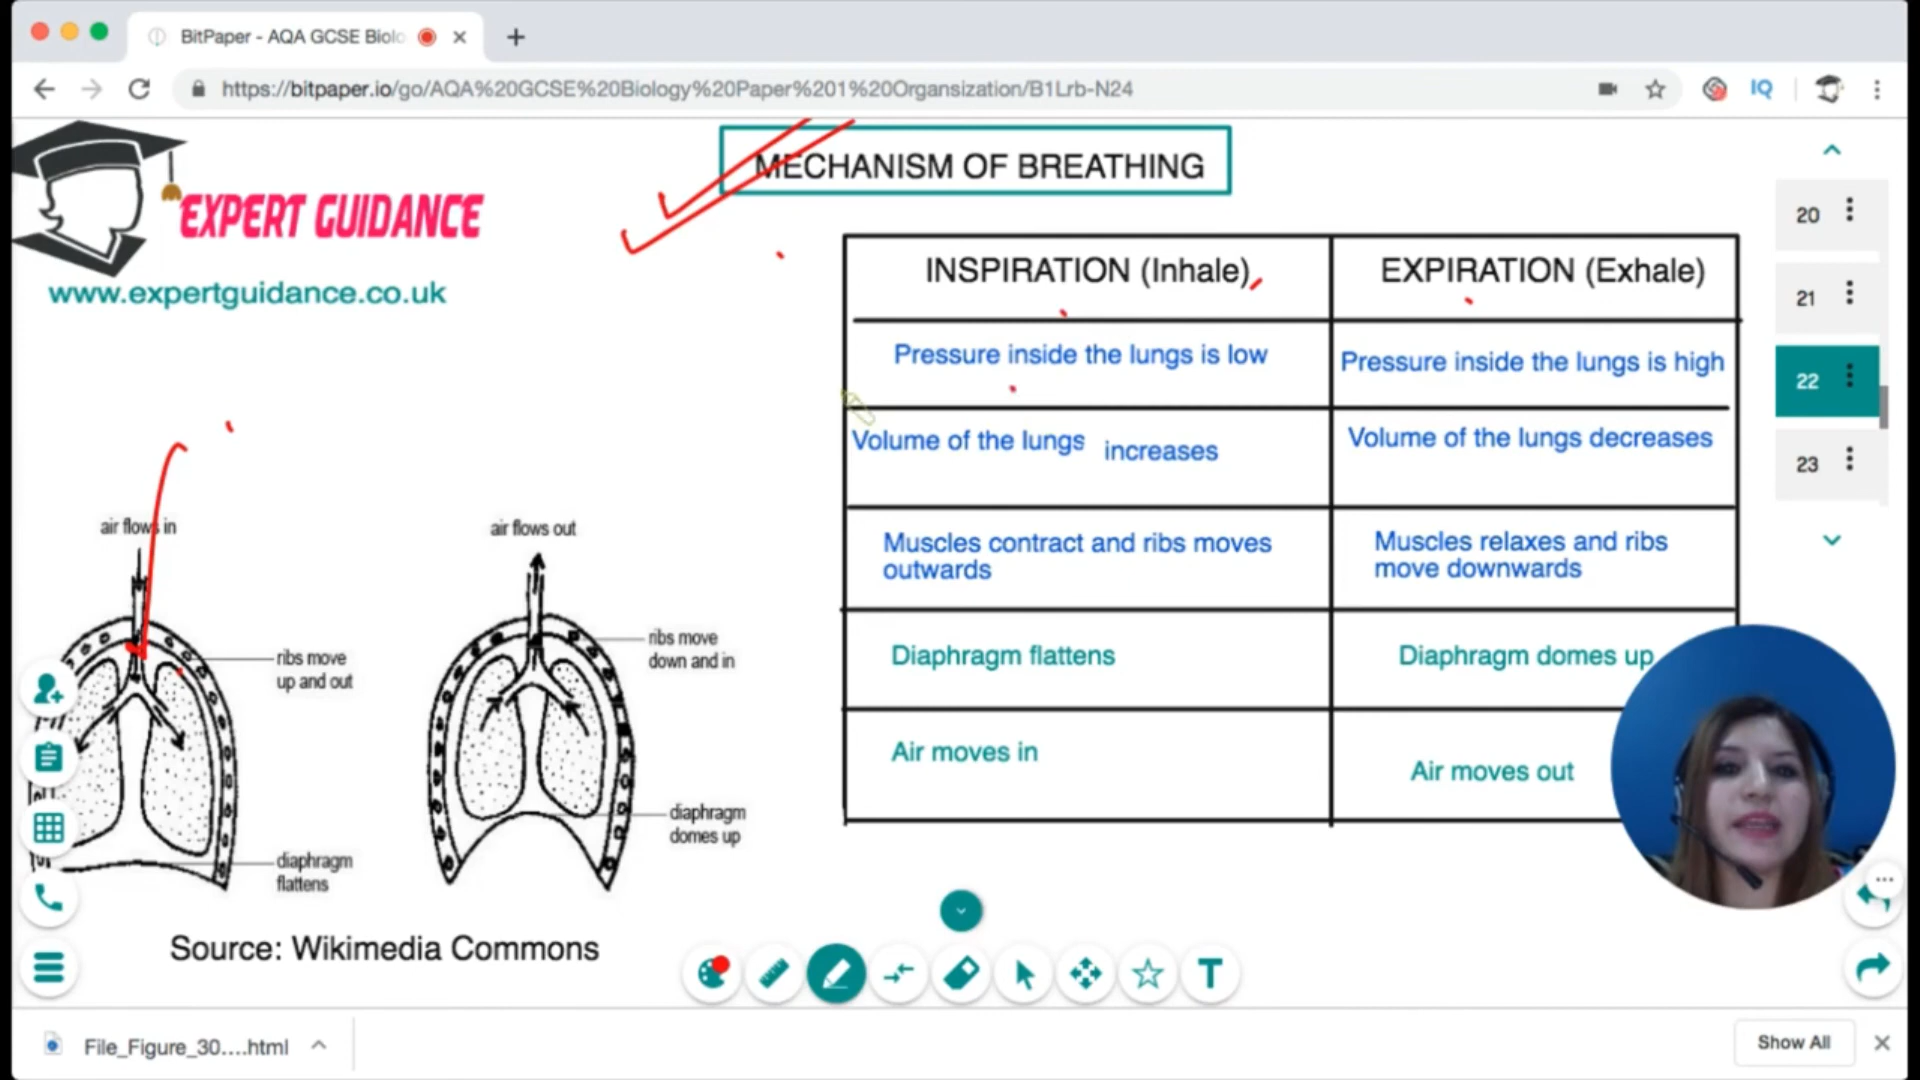 BitPaper - AQA GCSE Biolo
https://bitpaper.io/go/AQA%20GCSE%20Biology%20Paper%201%20Organsization/B1Lrb-N24
IQ
EXPERT GUIDANCE
www.expertguidance.co.uk
MECHANISM OF BREATHING
INSPIRATION (Inhale)
EXPIRATION (Exhale)
Pressure inside the lungs is low
Pressure inside the lungs is high
Volume of the lungs increases
Volume of the lungs decreases
Muscles contract and ribs moves
outwards
Muscles relaxes and ribs
move downwards
Diaphragm flattens
Diaphragm domes up
Air moves in
Air moves out
air flows in
ribs move
up and out
diaphragm
flattens
air flows out
ribs move
down and in
diaphragm
domes up
Source: Wikimedia Commons
20
21
22
23
T
File_Figure_30....html
Show All